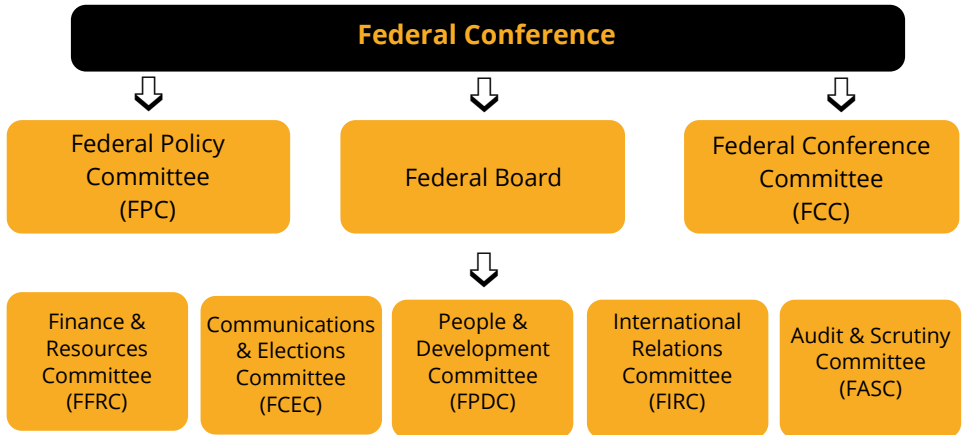 Federal Conference
Federal Policy
Committee
(FPC)
Federal Board
Federal Conference
Committee
(FCC)
Finance &
Resources
Committee
(FFRC)
Communications
& Elections
Committee
(FCEC)
People &
Development
Committee
(FPDC)
International
Relations
Committee
(FIRC)
Audit & Scrutiny
Committee
(FASC)